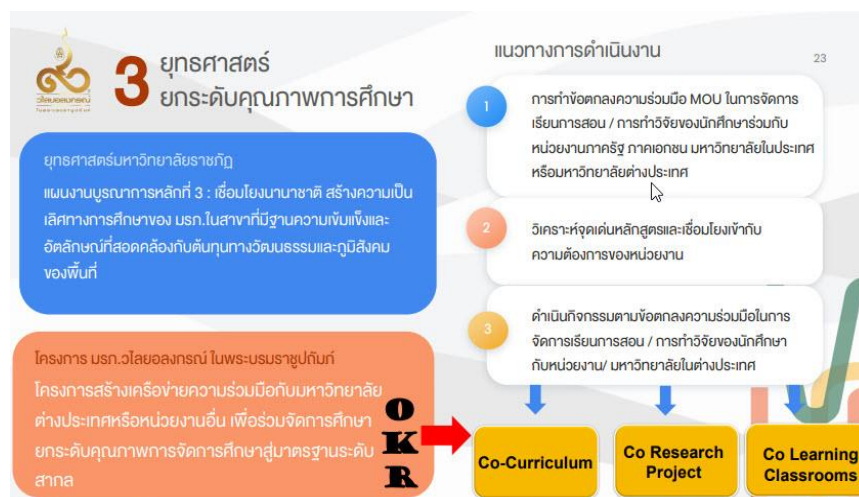 วไลยอลงกรณ์
3
ยุทธศาสตร์
ยกระดับคุณภาพการศึกษา
ยุทธศาสตร์มหาวิทยาลัยราชภัฏ
แผนงานบูรณาการหลักที่ 3 : เชื่อมโยงนานาชาติ สร้างความเป็น
เลิศทางการศึกษาของ มรภ.ในสาขาที่มีฐานความเข้มแข็งและ
อัตลักษณ์ที่สอดคล้องกับต้นทุนทางวัฒนธรรมและภูมิสังคม
ของพื้นที่
โครงการ มรภ.วไลยอลงกรณ์ ในพระบรมราชูปถัมภ์
โครงการสร้างเครือข่ายความร่วมมือกับมหาวิทยาลัย
ต่างประเทศหรือหน่วยงานอื่น เพื่อร่วมจัดการศึกษา
ยกระดับคุณภาพการจัดการศึกษาสู่มาตรฐานระดับ
สากล
O
K
R
แนวทางการดำเนินงาน
23
1
การทำข้อตกลงความร่วมมือ MOU ในการจัดการ
เรียนการสอน / การทำวิจัยของนักศึกษาร่วมกับ
หน่วยงานภาครัฐ ภาคเอกชน มหาวิทยาลัยในประเทศ
หรือมหาวิทยาลัยต่างประเทศ
2
วิเคราะห์จุดเด่นหลักสูตรและเชื่อมโยงเข้ากับ
ความต้องการของหน่วยงาน
3
ดำเนินกิจกรรมตามข้อตกลงความร่วมมือในการ
จัดการเรียนการสอน / การทำวิจัยของนักศึกษา
กับหน่วยงาน/ มหาวิทยาลัยในต่างประเทศ
Co-Curriculum
Co Research
Project
Co Learning
Classrooms